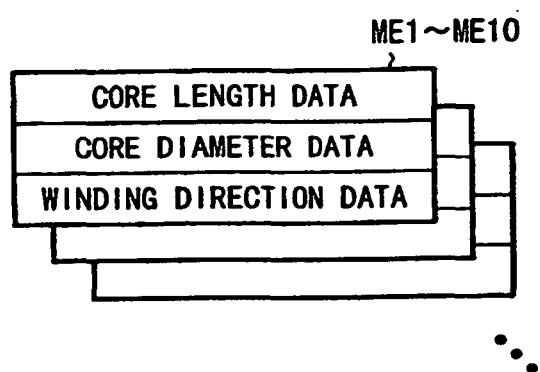 ME1~ME10
CORE LENGTH DATA
CORE DIAMETER DATA
WINDING DIRECTION DATA